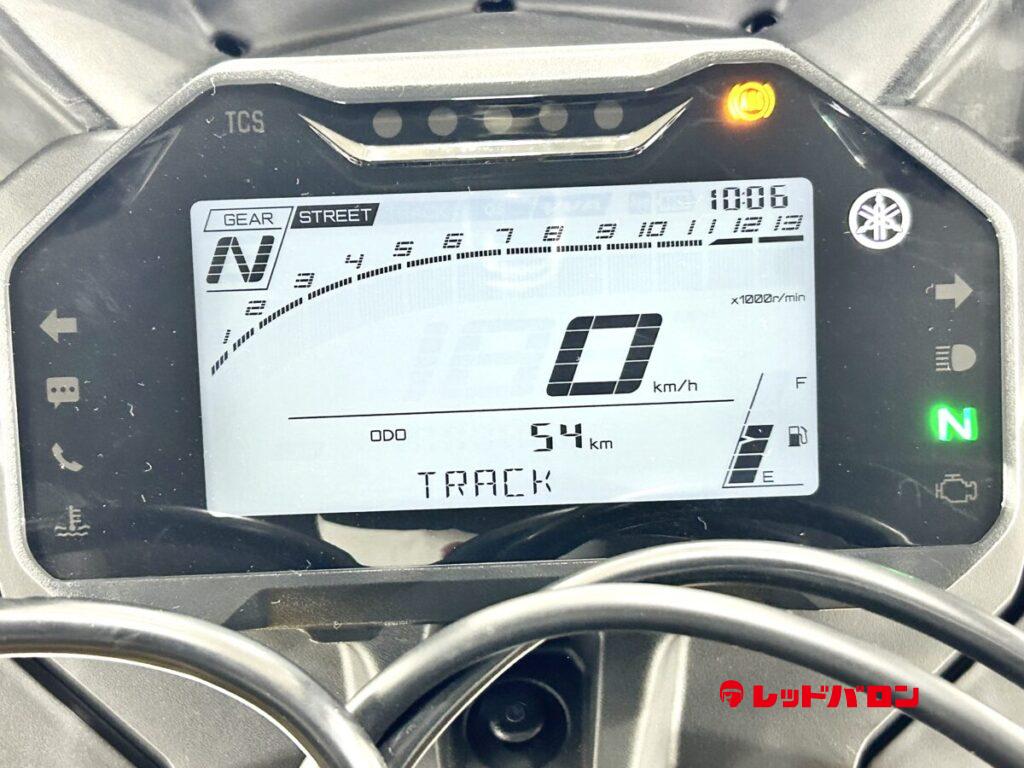 TCS
GEAR STREET 10:06
N
1 2 3 4 5 6 7 8 9 10 11 12 13
x1000r/min
0 km/h
F
ODO 54 km
E
TRACK
N
レッドバロン